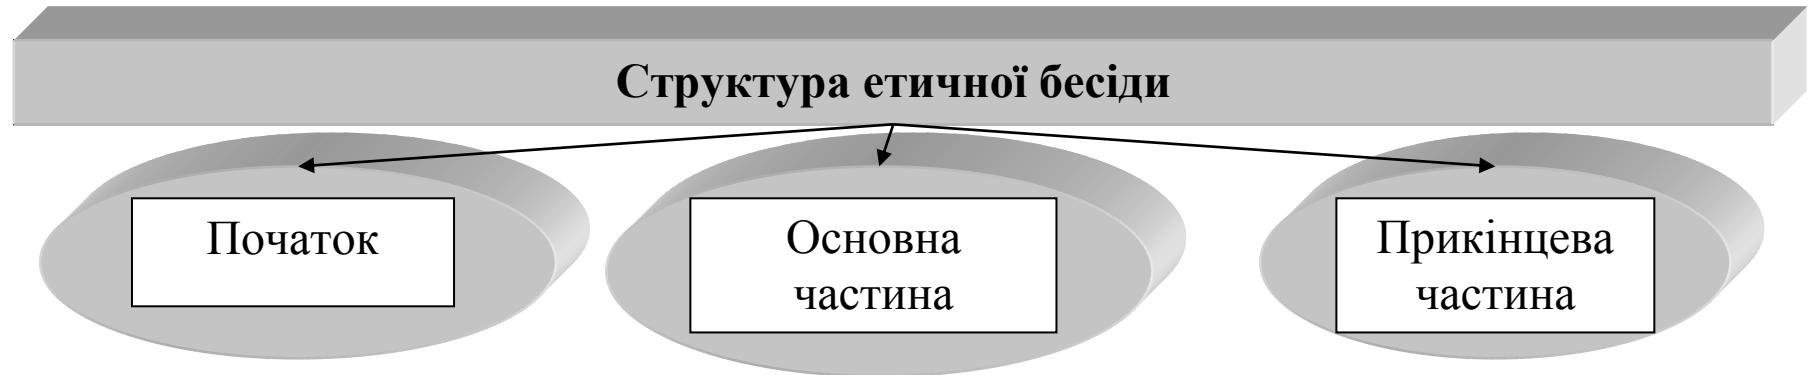 Структура етичної бесіди
Початок
Основна
частина
Прикінцева
частина